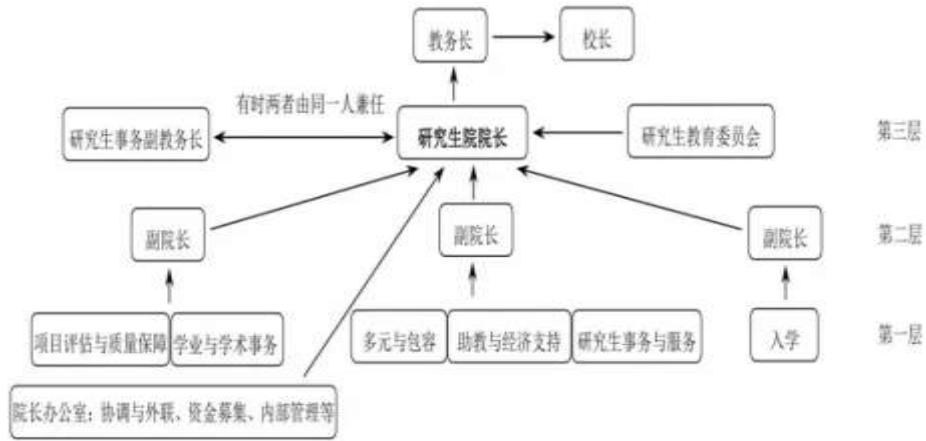 教务长
校长
有时两者由同一人兼任
研究生事务副教务长
研究生院院长
研究生教育委员会
第三层
副院长
副院长
副院长
第二层
项目评估与质量保障
学业与学术事务
多元与包容
助教与经济支持
研究生事务与服务
入学
第一层
院长办公室：协调与外联、资金募集、内部管理等